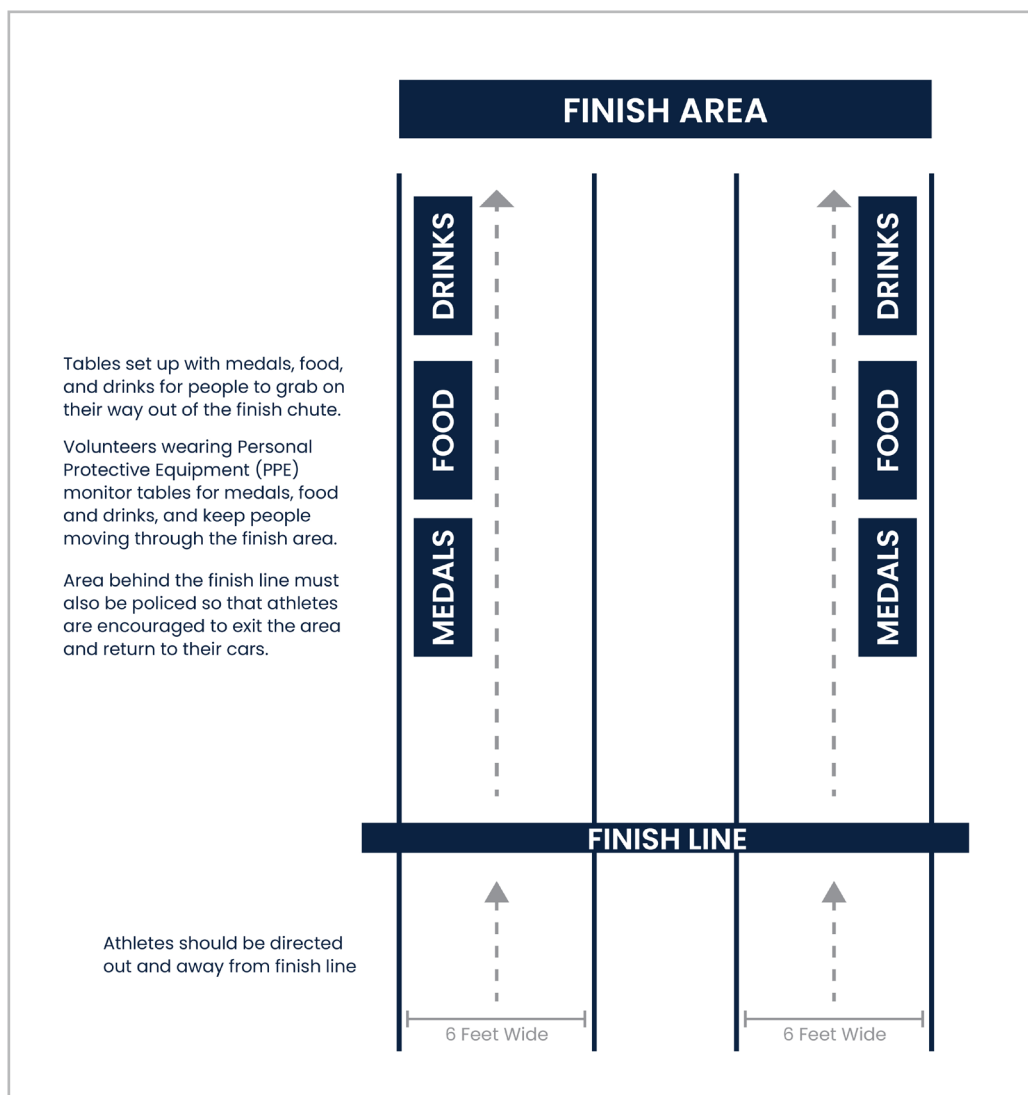 FINISH AREA
DRINKS
DRINKS
Tables set up with medals, food,
and drinks for people to grab on
their way out of the finish chute.
FOOD
FOOD
Volunteers wearing Personal
Protective Equipment (PPE)
monitor tables for medals, food
and drinks, and keep people
moving through the finish area.
MEDALS
MEDALS
Area behind the finish line must
also be policed so that athletes
are encouraged to exit the area
and return to their cars.
FINISH LINE
Athletes should be directed
out and away from finish line
6 Feet Wide
6 Feet Wide